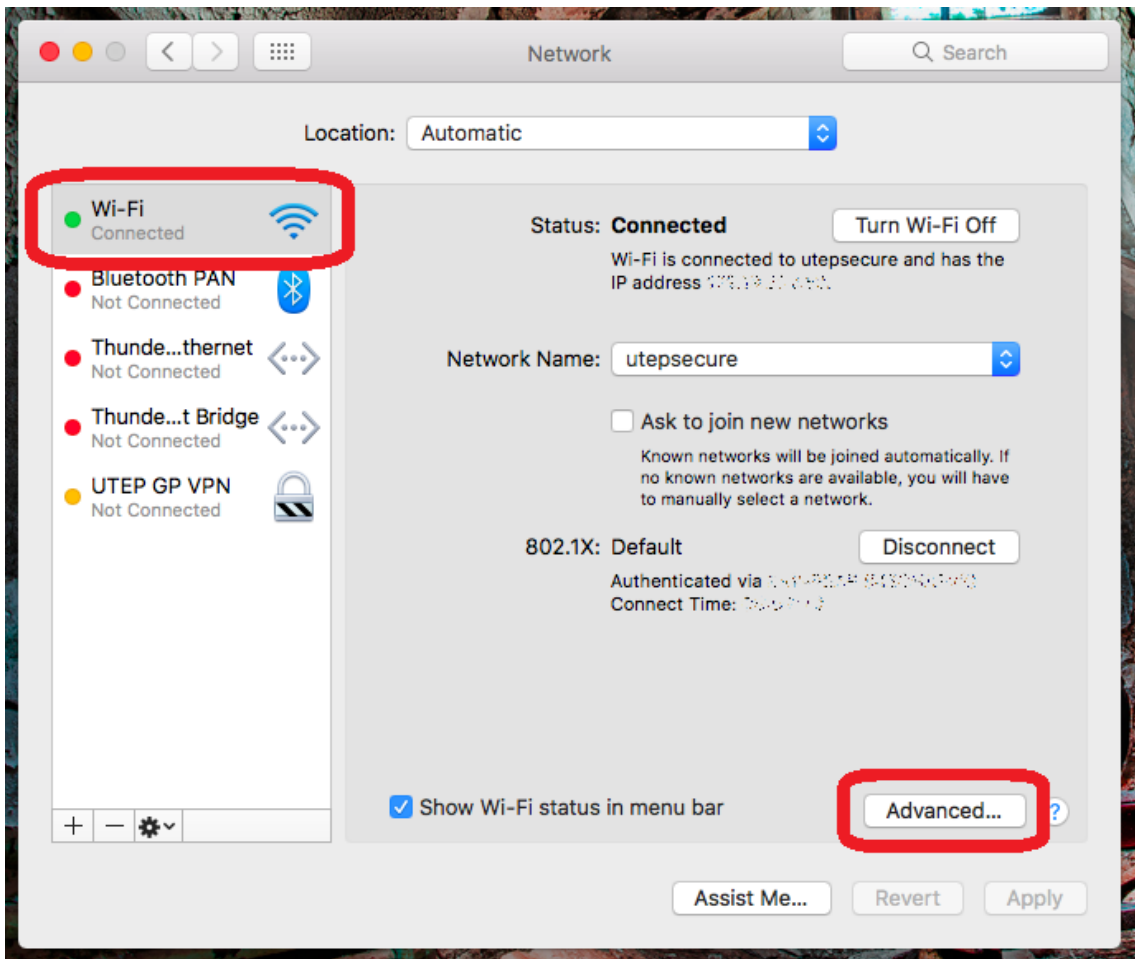 Network
Search
Location: Automatic
Wi-Fi
Connected
Bluetooth PAN
Not Connected
Thunde...thernet
Not Connected
Thunde...t Bridge
Not Connected
UTEP GP VPN
Not Connected
Status: Connected
Turn Wi-Fi Off
Wi-Fi is connected to utepsecure and has the
IP address
Network Name: utepsecure
Ask to join new networks
Known networks will be joined automatically. If
no known networks are available, you will have
to manually select a network.
802.1X: Default
Disconnect
Authenticated via
Connect Time:
Show Wi-Fi status in menu bar
Advanced...
?
Assist Me...
Revert
Apply